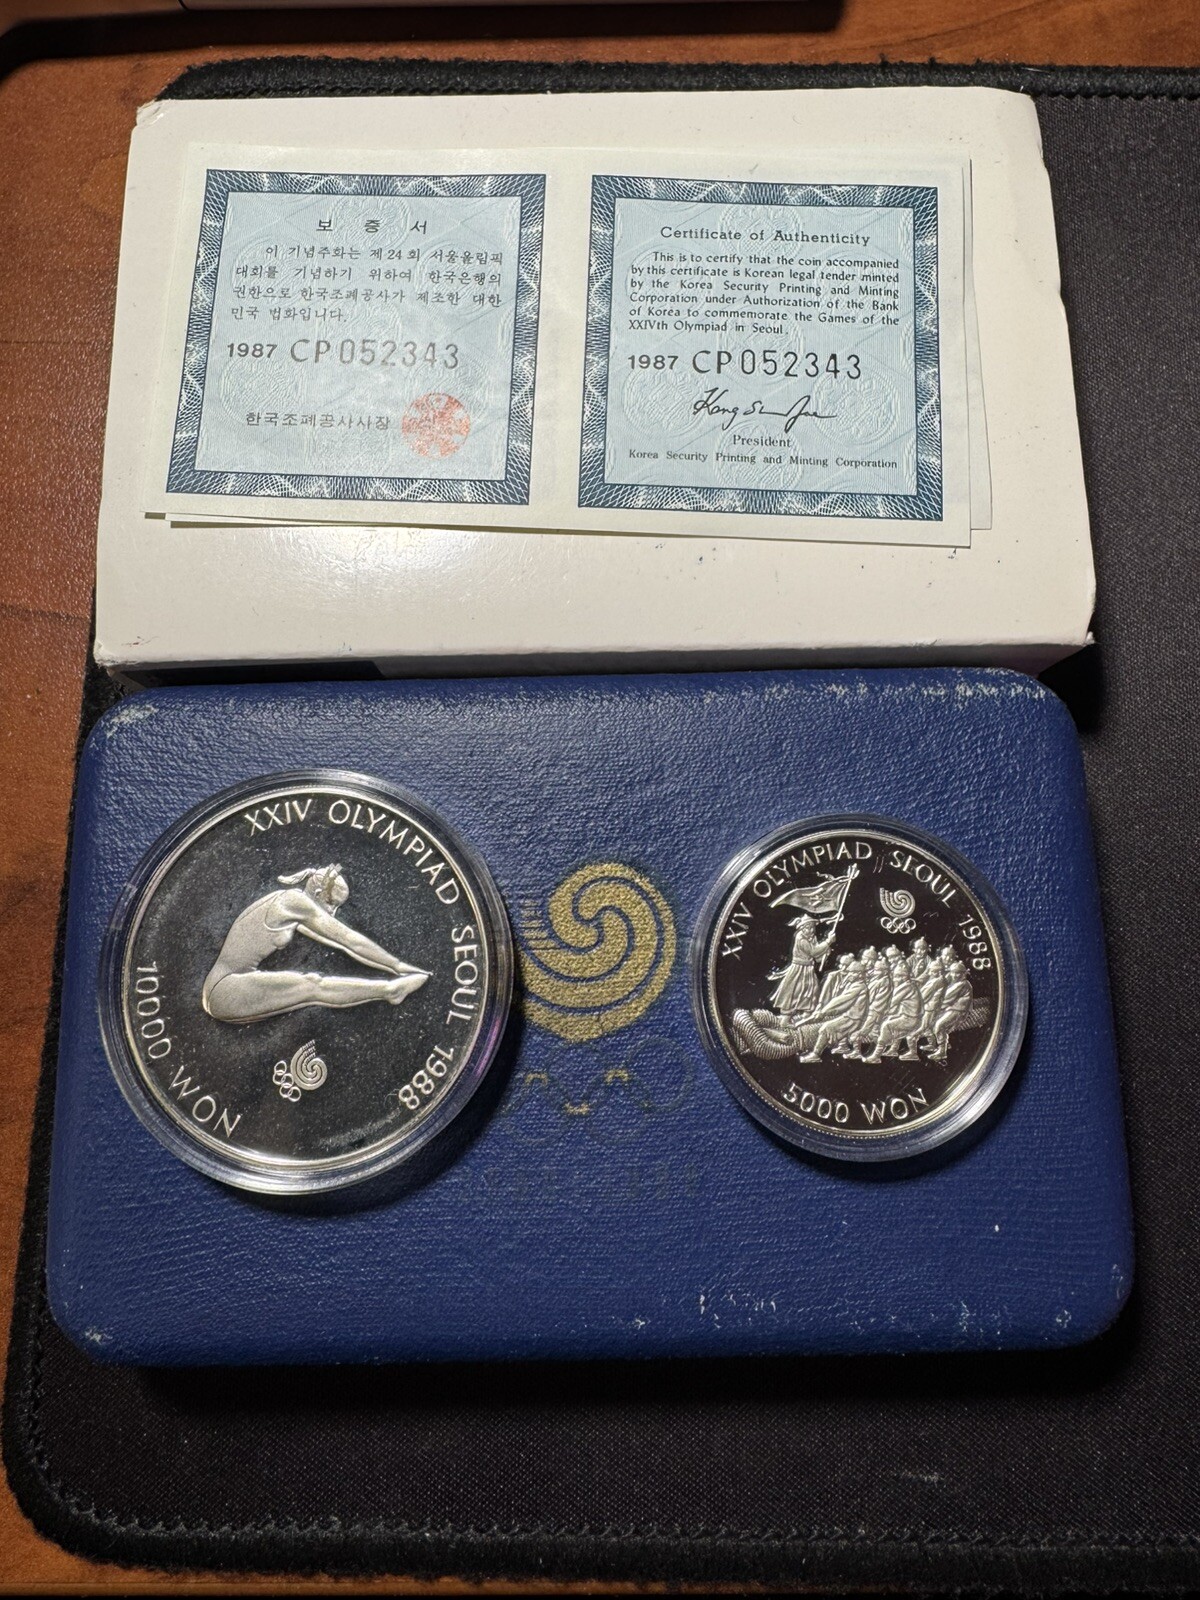 보 증 서
이 기념주화는 제24회 서울올림픽
대회를 기념하기 위하여 한국은행의
권한으로 한국조폐공사가 제조한 대한
민국 법화입니다.
1987 CP052343
한국조폐공사사장
Certificate of Authenticity
This is to certify that the coin accompanied
by this certificate is Korean legal tender minted
by the Korea Security Printing and Minting
Corporation under Authorization of the Bank
of Korea to commemorate the Games of the
XXIVth Olympiad in Seoul.
1987 CP052343
President
Korea Security Printing and Minting Corporation
XXIV OLYMPIAD SEOUL 1988
10000 WON
XXIV OLYMPIAD SEOUL 1988
5000 WON